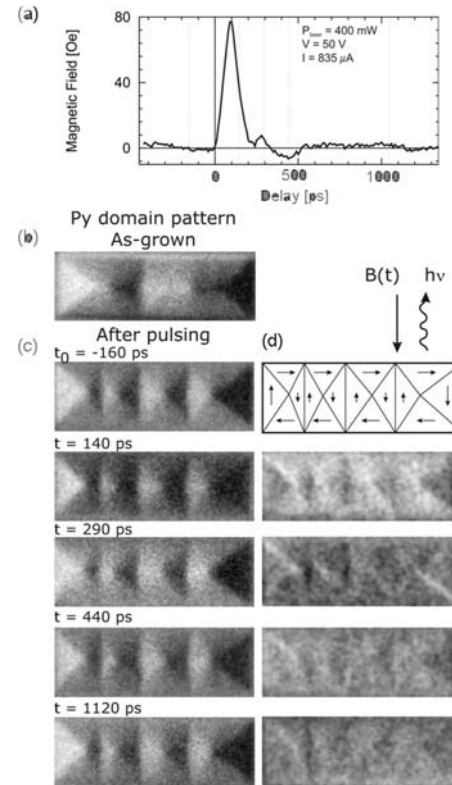 (a)
80
40
0
Magnetic Field [Oe]
P_laser = 400 mW
V = 50 V
I = 835 µA
0
500
1000
Delay [ps]
Py domain pattern
(b) As-grown
B(t) hν
After pulsing
(c) (d)
t₀ = -160 ps
t = 140 ps
t = 290 ps
t = 440 ps
t = 1120 ps